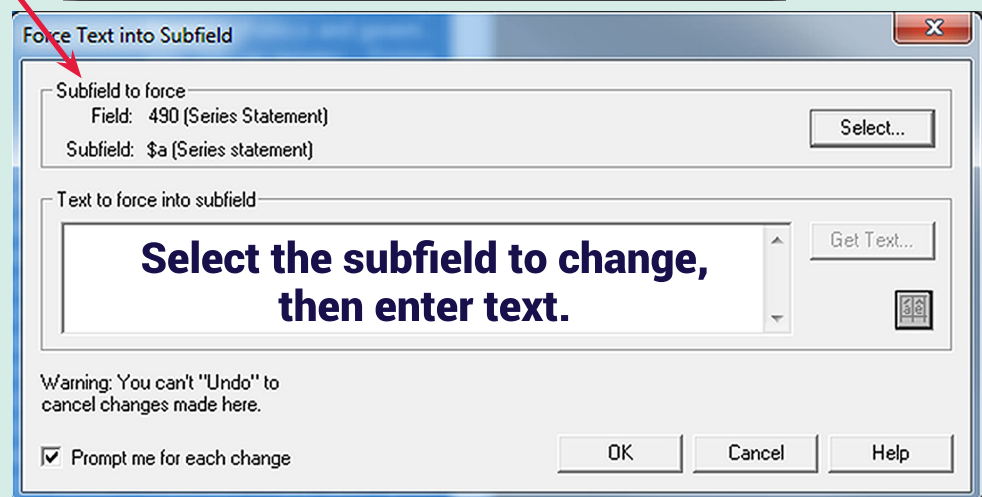 Force Text into Subfield
Subfield to force
Field: 490 (Series Statement)
Select...
Subfield: $a (Series statement)
Text to force into subfield
Select the subfield to change,
then enter text.
Get Text...
áê
Warning: You can't "Undo" to
cancel changes made here.
Prompt me for each change
OK
Cancel
Help